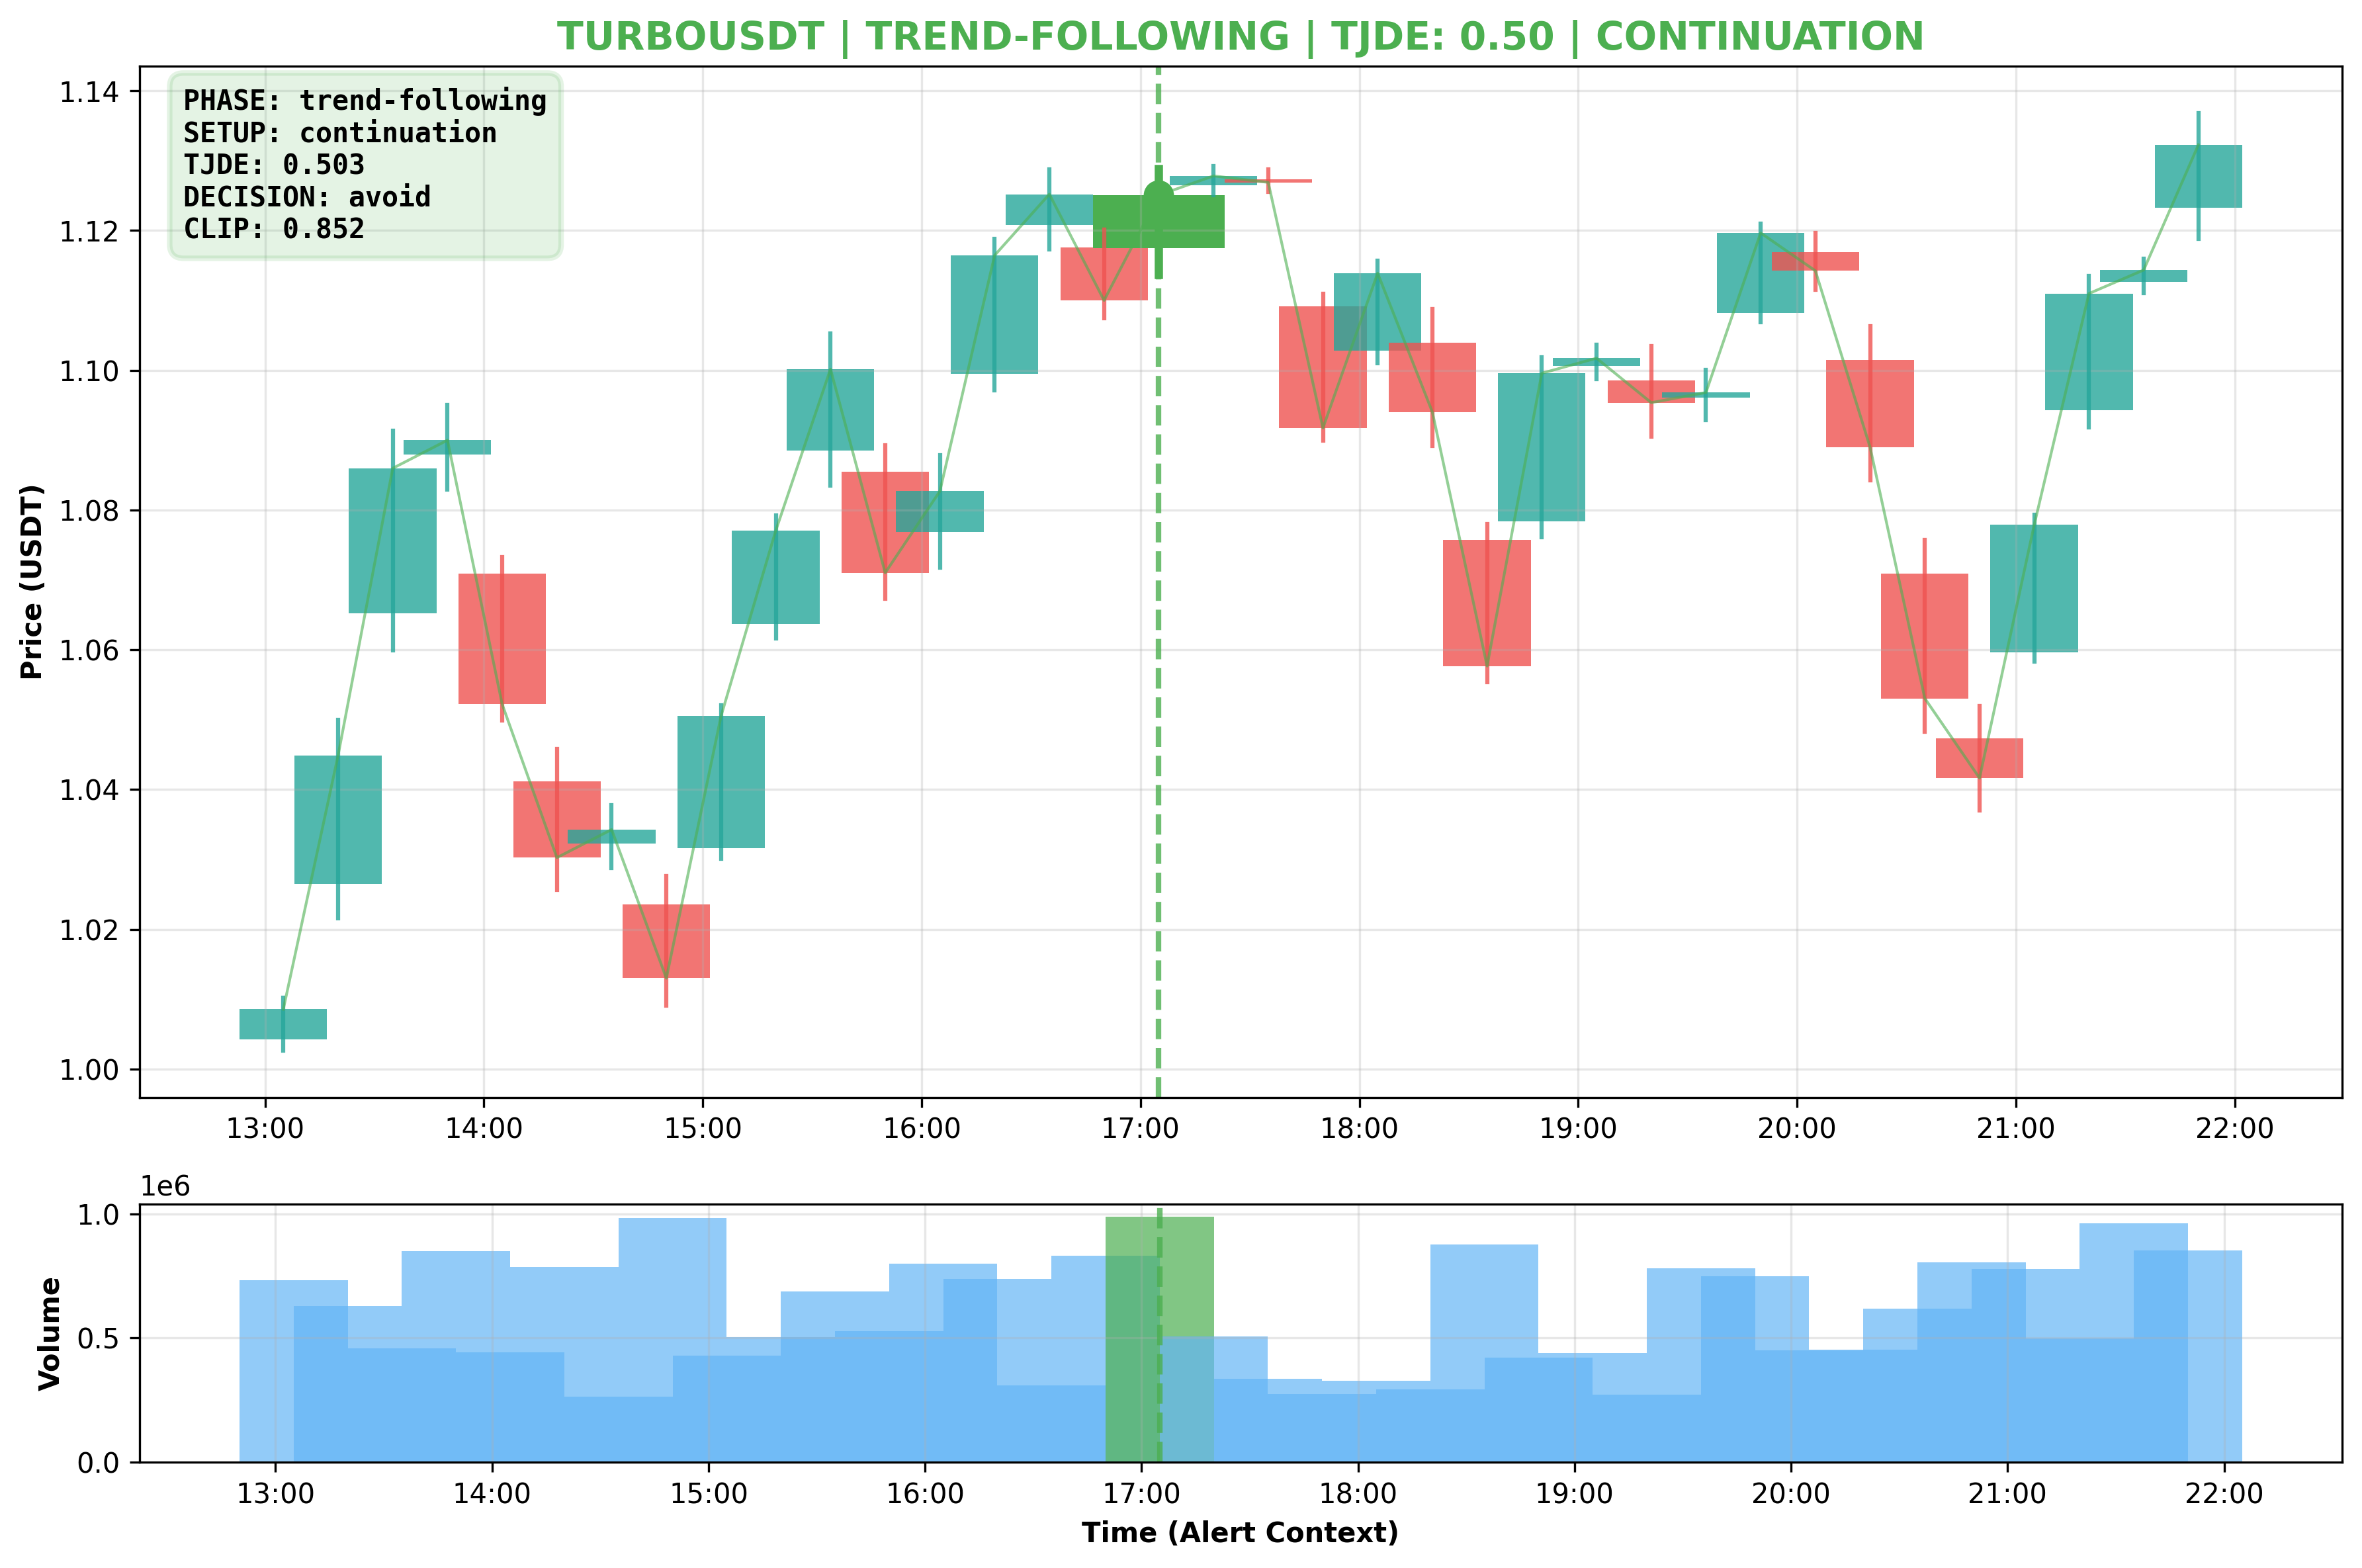 TURBOUSDT | TREND-FOLLOWING | TJDE: 0.50 | CONTINUATION
PHASE: trend-following
SETUP: continuation
TJDE: 0.503
DECISION: avoid
CLIP: 0.852
Price (USDT)
1.14
1.12
1.10
1.08
1.06
1.04
1.02
1.00
13:00 14:00 15:00 16:00 17:00 18:00 19:00 20:00 21:00 22:00
1e6
Volume
1.0
0.5
0.0
13:00 14:00 15:00 16:00 17:00 18:00 19:00 20:00 21:00 22:00
Time (Alert Context)